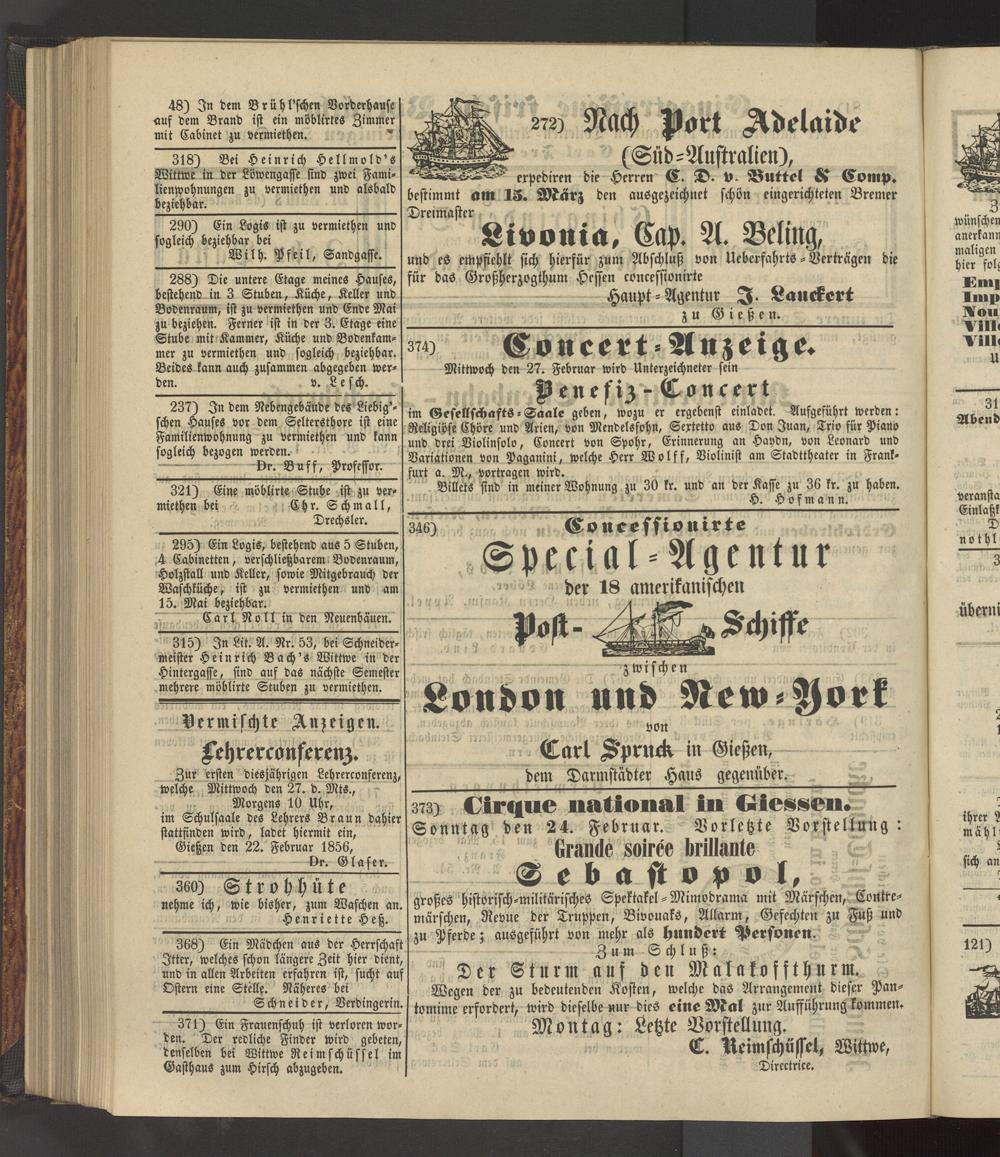 48) In dem Brühl'schen Vorderhause
auf dem Brand ist ein möblirtes Zimmer
mit Cabinet zu vermiethen.
318) Bei Heinrich Hellmold's
Wittwe in der Löwengasse sind zwei Fami-
lienwohnungen zu vermiethen und alsbald
beziehbar.
290) Ein Logis ist zu vermiethen und
sogleich beziehbar bei
Wilh. Pfeil, Sandgasse.
288) Die untere Etage meines Hauses,
bestehend in 3 Stuben, Küche, Keller und
Bodenraum, ist zu vermiethen und Ende Mai
zu beziehen. Ferner ist in der 3. Etage eine
Stube mit Kammer, Küche und Bodenkam-
mer zu vermiethen und sogleich beziehbar.
Beides kann auch zusammen abgegeben wer-
den. v. Lesch.
237) In dem Nebengebäude des Liebig'-
schen Hauses vor dem Seltersthore ist eine
Familienwohnung zu vermiethen und kann
sogleich bezogen werden.
Dr. Buff, Professor.
321) Eine möblirte Stube ist zu ver-
miethen bei Chr. Schmall,
Drechsler.
295) Ein Logis, bestehend aus 5 Stuben,
4 Cabinetten, verschließbarem Bodenraum,
Holzstall und Keller, sowie Mitgebrauch der
Waschküche, ist zu vermiethen und am
15. Mai beziehbar.
Carl Noll in den Neuenbäuen.
315) In Lit. A. Nr. 53, bei Schneider-
meister Heinrich Bach's Wittwe in der
Hintergasse, sind auf das nächste Semester
mehrere möblirte Stuben zu vermiethen.
Vermischte Anzeigen.
Lehrerconferenz.
Zur ersten diesjährigen Lehrerconferenz,
welche Mittwoch den 27. d. Mts.,
Morgens 10 Uhr,
im Schulsaale des Lehrers Braun dahier
stattfinden wird, ladet hiermit ein,
Gießen den 22. Februar 1856,
Dr. Glaser.
360) Strohhüte
nehme ich, wie bisher, zum Waschen an.
Henriette Heß.
368) Ein Mädchen aus der Herrschaft
Itter, welches schon längere Zeit hier dient,
und in allen Arbeiten erfahren ist, sucht auf
Ostern eine Stelle. Näheres bei
Schneider, Verdingerin.
371) Ein Frauenschuh ist verloren wor-
den. Der redliche Finder wird gebeten,
denselben bei Wittwe Reimschüssel im
Gasthaus zum Hirsch abzugeben.
272) Nach Port Adelaide
(Süd-Australien),
expediren die Herren C. D. v. Buttel & Comp.
bestimmt am 15. März den ausgezeichnet schön eingerichteten Bremer
Dreimaster
Livonia, Cap. A. Beling,
und es empfiehlt sich hierfür zum Abschluß von Ueberfahrts-Verträgen die
für das Großherzogthum Hessen concessionirte
Haupt-Agentur J. Lauckert
zu Gießen.
374) Concert-Anzeige.
Mittwoch den 27. Februar wird Unterzeichneter sein
Benefiz-Concert
im Gesellschafts-Saale geben, wozu er ergebenst einladet. Aufgeführt werden:
Religiöse Chöre und Arien, von Mendelssohn, Sextetto aus Don Juan, Trio für Piano
und drei Violinsolo, Concert von Spohr, Erinnerung an Haydn, von Leonard und
Variationen von Paganini, welche Herr Wolff, Violinist am Stadttheater in Frank-
furt a. M., vortragen wird.
Billets sind in meiner Wohnung zu 30 kr. und an der Kasse zu 36 kr. zu haben.
H. Hofmann.
346) Concessionirte
Special-Agentur
der 18 amerikanischen
Post- Schiffe
zwischen
London und New-York
von
Carl Spruck in Gießen,
dem Darmstädter Haus gegenüber.
373) Cirque national in Giessen.
Sonntag den 24. Februar. Vorletzte Vorstellung:
Grande soirée brillante
Sebastopol,
großes historisch-militärisches Spektakel-Mimodrama mit Märschen, Contre-
märschen, Revue der Truppen, Bivouaks, Allarm, Gefechten zu Fuß und
zu Pferde; ausgeführt von mehr als hundert Personen.
Zum Schluß:
Der Sturm auf den Malakoffthurm.
Wegen der zu bedeutenden Kosten, welche das Arrangement dieser Pan-
tomime erfordert, wird dieselbe nur dies eine Mal zur Aufführung kommen.
Montag: Letzte Vorstellung.
C. Reimschüssel, Wittwe,
Directrice.
wünschen
anerkann
maligen
hier folg
Emp
Imp
Nou
Ville
Ville
Abend
veransta
Einlaßk
nothl
überni
ihrer
mähl
sich an
121)